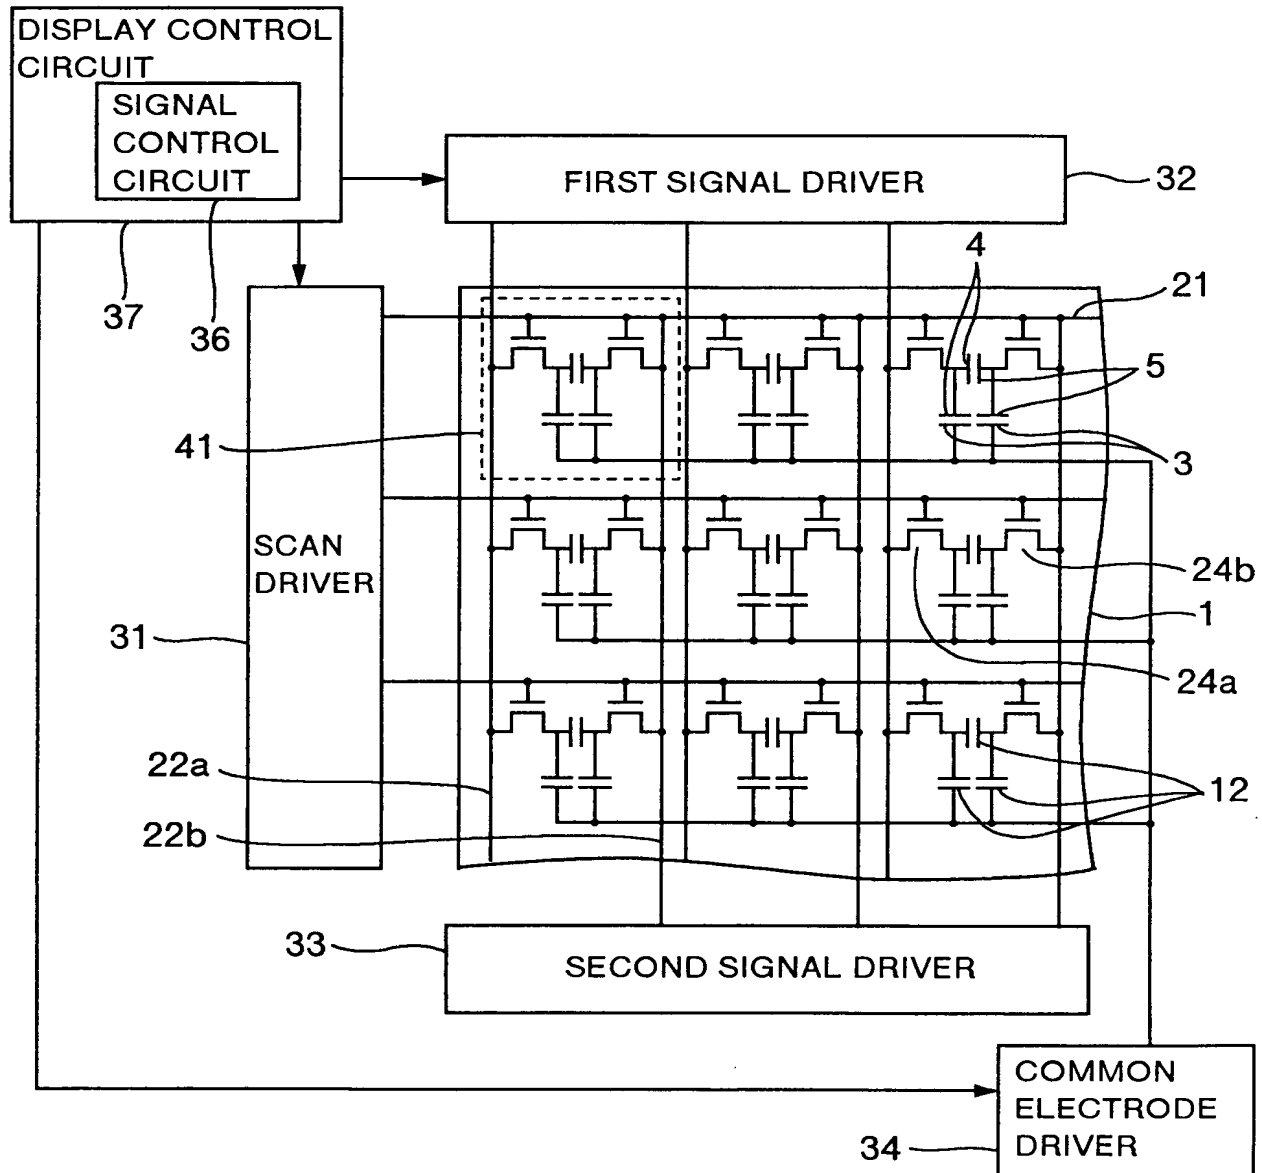 DISPLAY CONTROL
CIRCUIT
SIGNAL
CONTROL
CIRCUIT
FIRST SIGNAL DRIVER
32
4
21
37
36
5
41
3
SCAN
DRIVER
24b
1
31
24a
22a
12
22b
33
SECOND SIGNAL DRIVER
COMMON
ELECTRODE
DRIVER
34